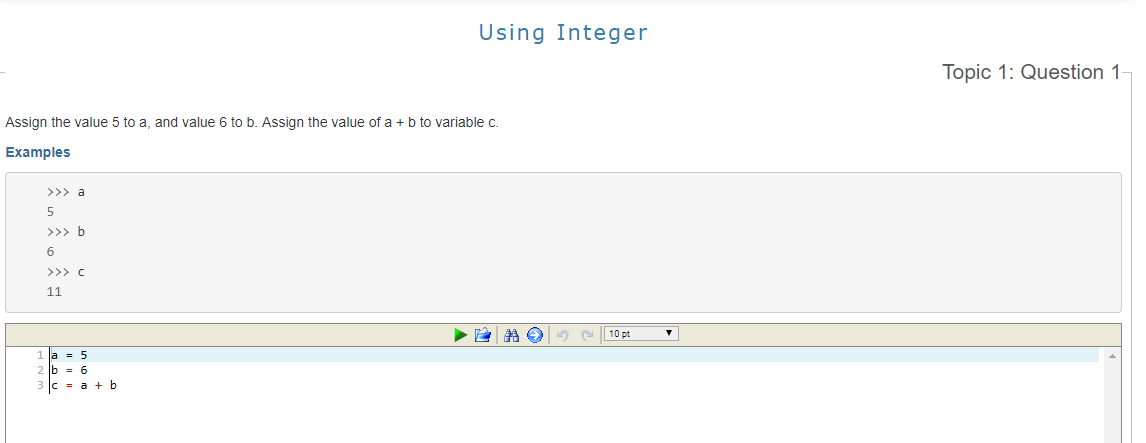 Using Integer
Topic 1: Question 1
Assign the value 5 to a, and value 6 to b. Assign the value of a + b to variable c.
Examples
>>> a
5
>>> b
6
>>> c
11
10 pt
1 a = 5
2 b = 6
3 c = a + b